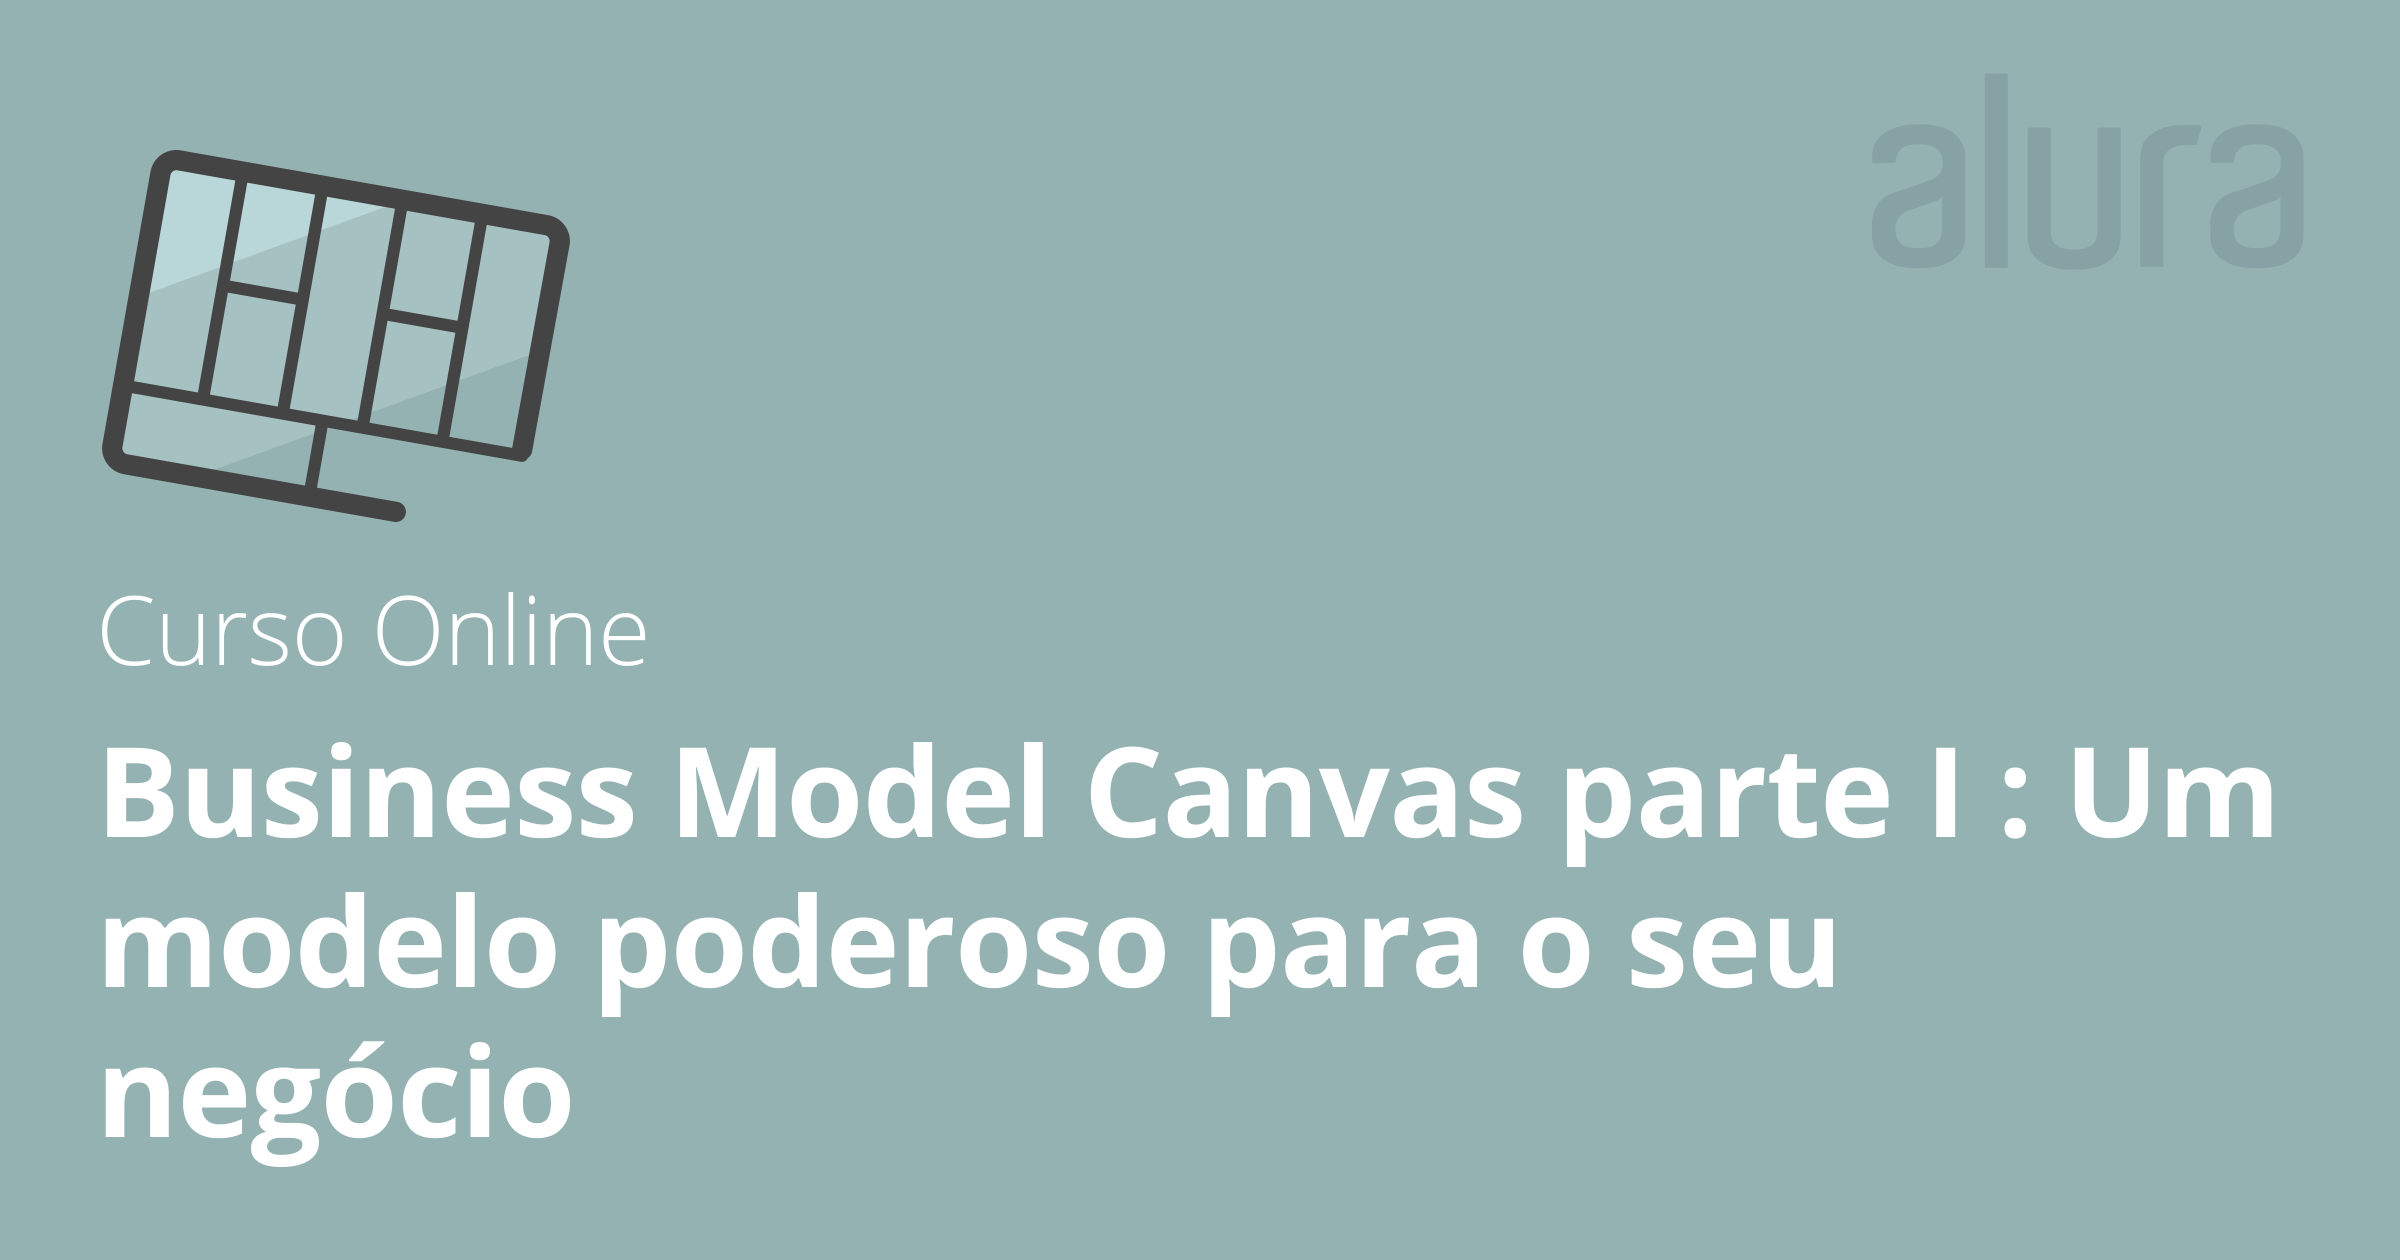 alura
Curso Online
Business Model Canvas parte I : Um
modelo poderoso para o seu
negócio